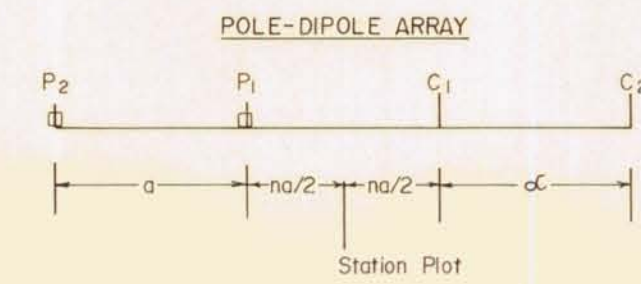 POLE-DIPOLE ARRAY
P₂ P₁ C₁ C₂
a na/2 na/2 ∝
Station Plot